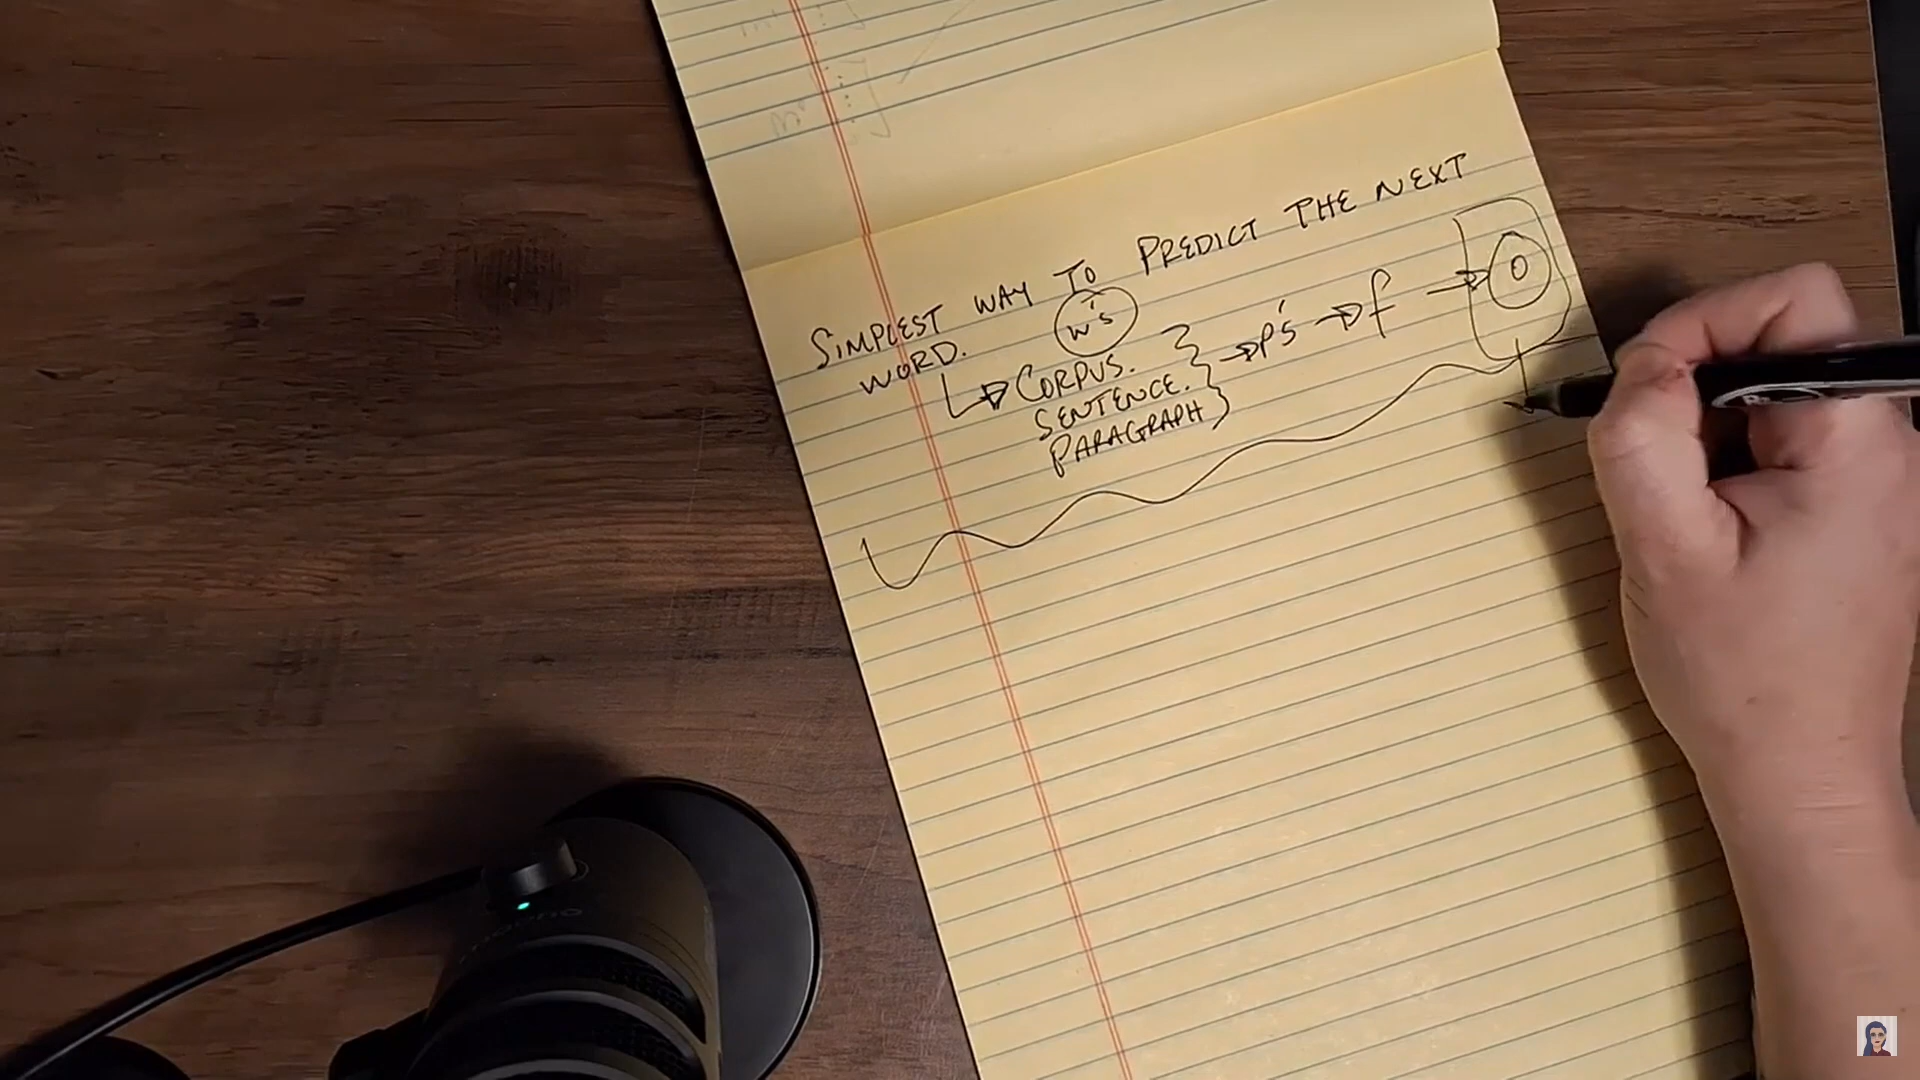 SIMPLEST WAY TO PREDICT THE NEXT
WORD.
w's
CORPUS.
SENTENCE.
PARAGRAPH
p's
f
O